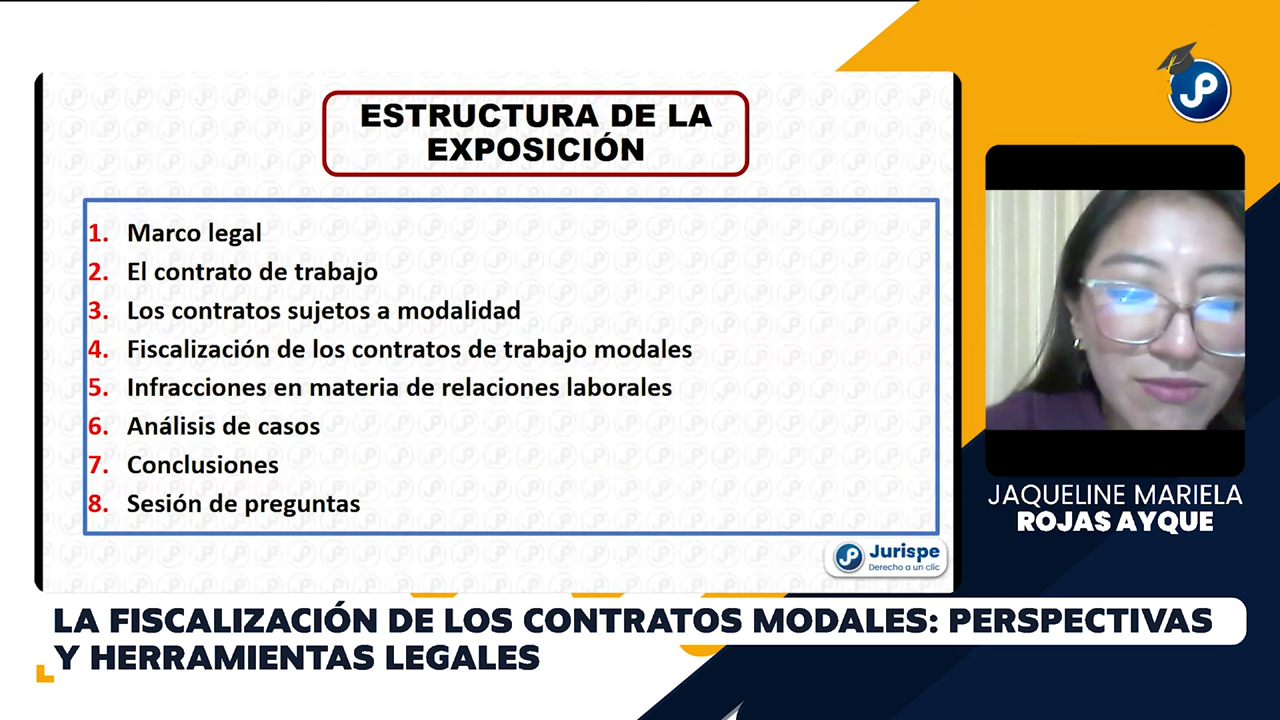 ESTRUCTURA DE LA
EXPOSICIÓN
1. Marco legal
2. El contrato de trabajo
3. Los contratos sujetos a modalidad
4. Fiscalización de los contratos de trabajo modales
5. Infracciones en materia de relaciones laborales
6. Análisis de casos
7. Conclusiones
8. Sesión de preguntas
JP
Jurispe
Derecho a un clic
JP
JAQUELINE MARIELA
ROJAS AYQUE
LA FISCALIZACIÓN DE LOS CONTRATOS MODALES: PERSPECTIVAS
Y HERRAMIENTAS LEGALES